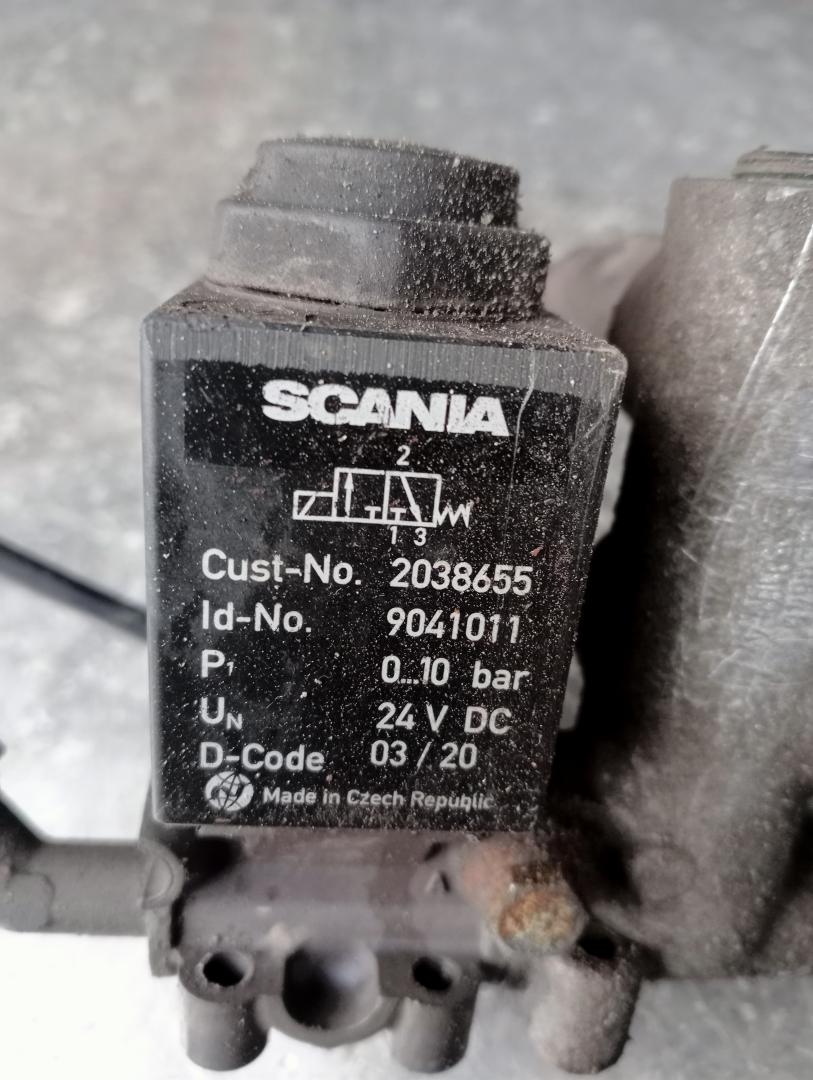 SCANIA
2
1 3
Cust-No. 2038655
Id-No. 9041011
P1 0...10 bar
UN 24 V DC
D-Code 03 / 20
Made in Czech Republic